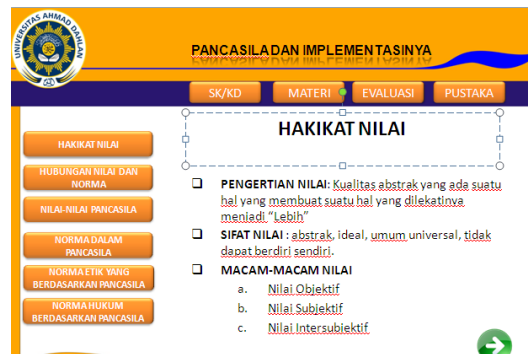 UNIVERSITAS AHMAD DAHLAN
PANCASILA DAN IMPLEMENTASINYA
SK/KD
MATERI
EVALUASI
PUSTAKA
HAKIKAT NILAI
HUBUNGAN NILAI DAN
NORMA
NILAI-NILAI PANCASILA
NORMA DALAM
PANCASILA
NORMA ETIK YANG
BERDASARKAN PANCASILA
NORMA HUKUM
BERDASARKAN PANCASILA
HAKIKAT NILAI
PENGERTIAN NILAI: Kualitas abstrak yang ada suatu
hal yang membuat suatu hal yang dilekatinya
menjadi "Lebih"
SIFAT NILAI : abstrak, ideal, umum universal, tidak
dapat berdiri sendiri.
MACAM-MACAM NILAI
a. Nilai Objektif
b. Nilai Subjektif
c. Nilai Intersubjektif